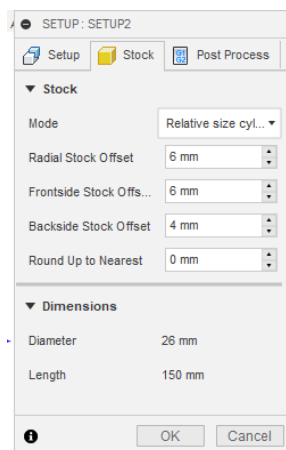 SETUP : SETUP2
Setup Stock G1 G2 Post Process
Stock
Mode Relative size cyl...
Radial Stock Offset 6 mm
Frontside Stock Offs... 6 mm
Backside Stock Offset 4 mm
Round Up to Nearest 0 mm
Dimensions
Diameter 26 mm
Length 150 mm
OK Cancel